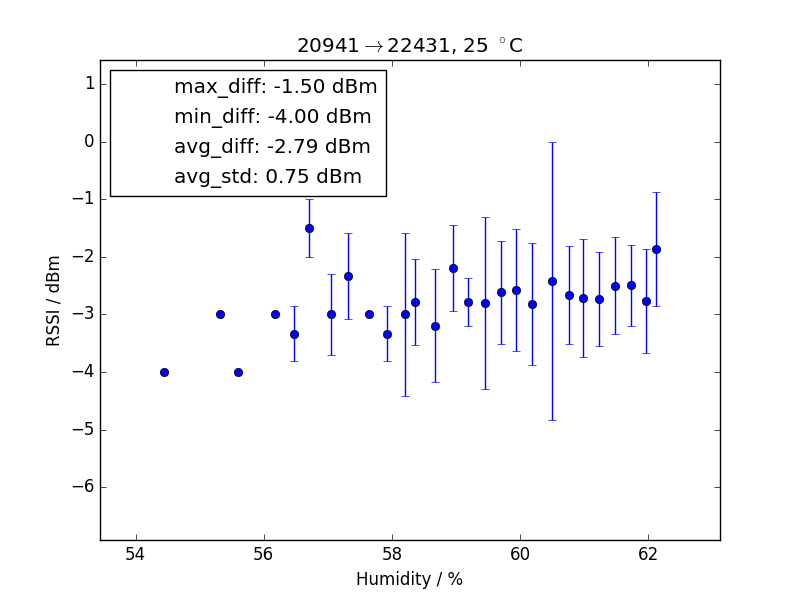 20941→22431, 25 °C
max_diff: -1.50 dBm
min_diff: -4.00 dBm
avg_diff: -2.79 dBm
avg_std: 0.75 dBm
RSSI / dBm
1
0
−1
−2
−3
−4
−5
−6
54 56 58 60 62
Humidity / %